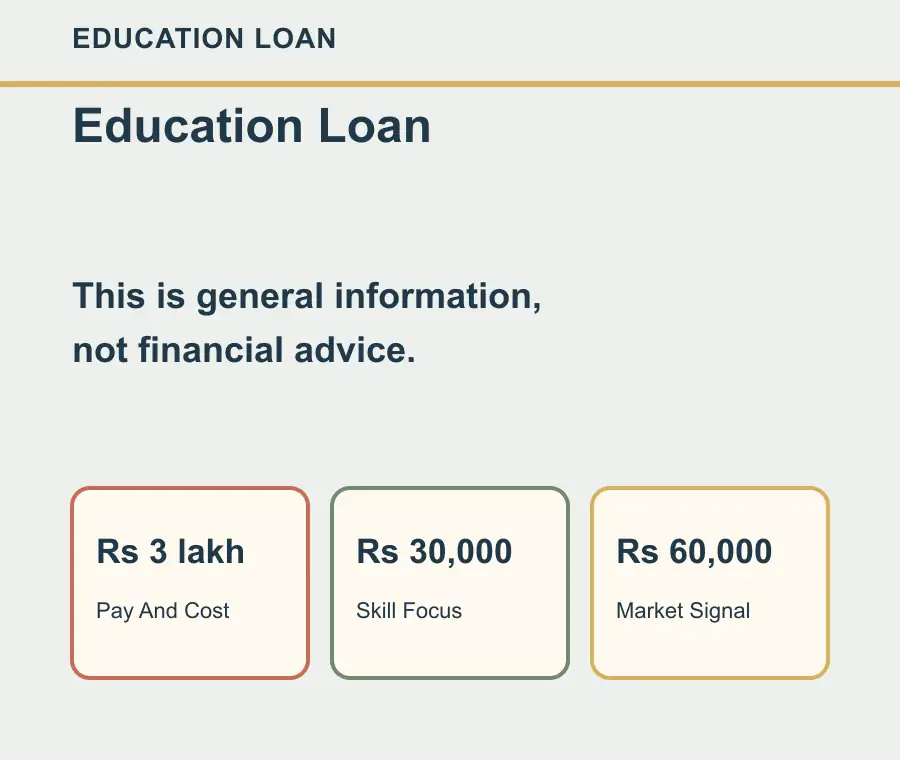 EDUCATION LOAN
Education Loan
This is general information,
not financial advice.
Rs 3 lakh
Pay And Cost
Rs 30,000
Skill Focus
Rs 60,000
Market Signal